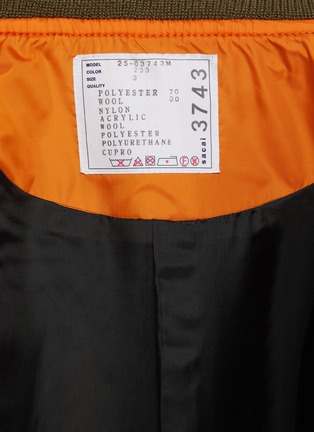 MODEL 25-03743M
COLOR 233
SIZE 3
QUALITY
POLYESTER 70
WOOL 30
NYLON
ACRYLIC
WOOL
POLYESTER
POLYURETHANE
CUPRO
sacai 3743